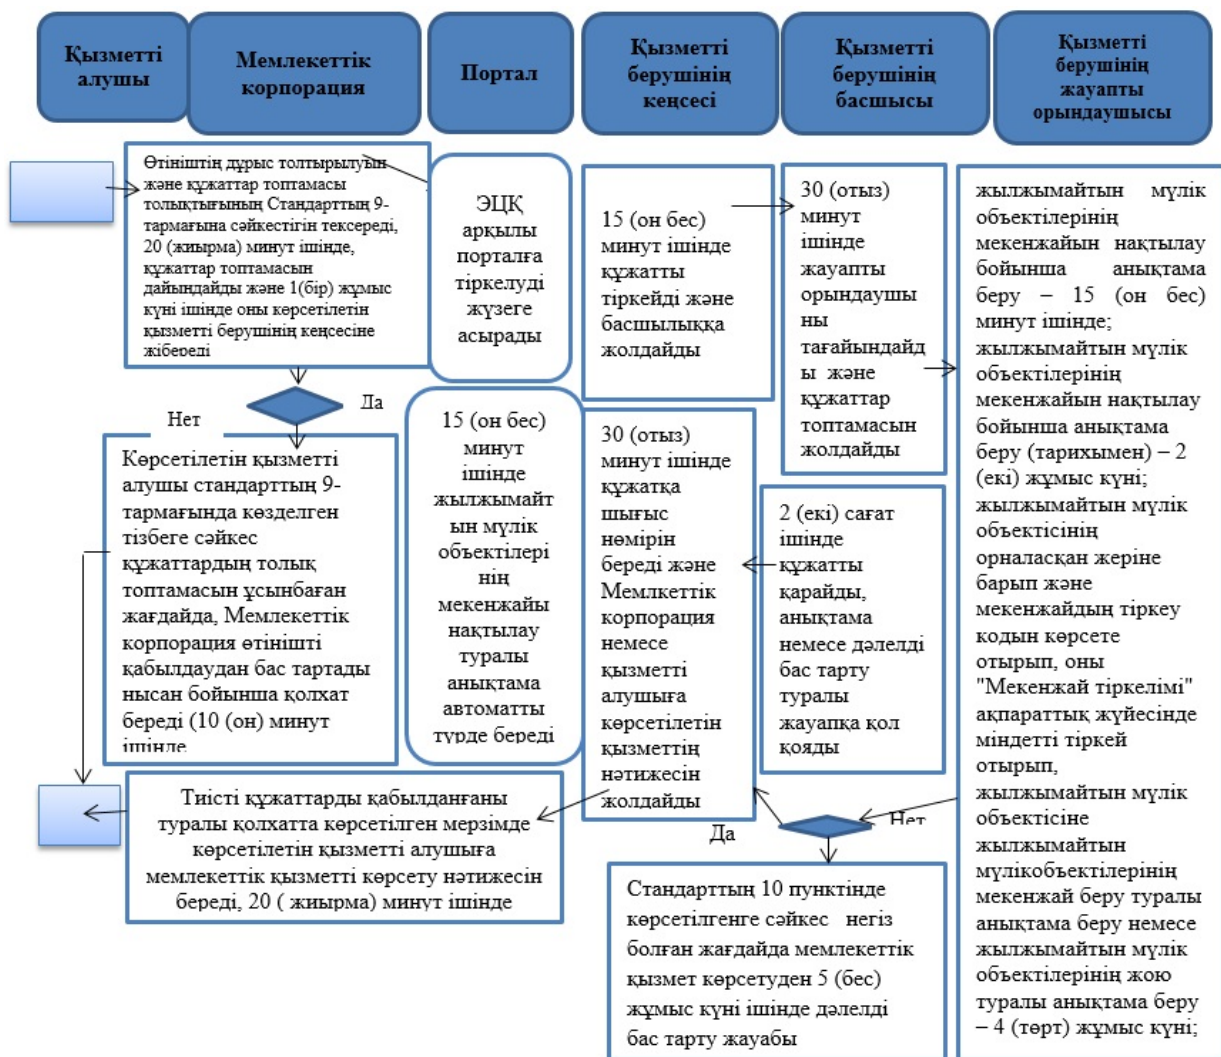 Қызметті
алушы
Мемлекеттік
корпорация
Портал
Қызметті
берушінің
кеңсесі
Қызметті
берушінің
басшысы
Қызметті
берушінің
жауапты
орындаушысы
Өтініштің дұрыс толтырылуын
және құжаттар топтамасы
толықтығының Стандарттың 9-
тармағына сәйкестігін тексереді,
20 (жиырма) минут ішінде,
құжаттар топтамасын
дайындайды және 1(бір) жұмыс
күні ішінде оны көрсетілетін
қызметті берушінің кеңсесіне
жібереді
ЭЦҚ
арқылы
порталға
тіркелуді
жүзеге
асырады
15 (он бес)
минут ішінде
құжатты
тіркейді және
басшылыққа
жолдайды
30 (отыз)
минут
ішінде
жауапты
орындаушы
ны
тағайындайд
ы және
құжаттар
топтамасын
жолдайды
жылжымайтын мүлік
объектілерінің
мекенжайын нақтылау
бойынша анықтама
беру – 15 (он бес)
минут ішінде;
жылжымайтын мүлік
объектілерінің
мекенжайын нақтылау
бойынша анықтама
беру (тарихымен) – 2
(екі) жұмыс күні;
жылжымайтын мүлік
объектісінің
орналасқан жеріне
барып және
мекенжайдың тіркеу
кодын көрсете
отырып, оны
"Мекенжай тіркелімі"
ақпараттық жүйесінде
міндетті тіркей
отырып,
жылжымайтын мүлік
объектісіне
жылжымайтын
мүлікобъектілерінің
мекенжай беру туралы
анықтама беру немесе
жылжымайтын мүлік
объектілерінің жою
туралы анықтама беру
– 4 (төрт) жұмыс күні;
Нет
Да
Көрсетілетін қызметті
алушы стандарттың 9-
тармағында көзделген
тізбеге сәйкес
құжаттардың толық
топтамасын ұсынбаған
жағдайда, Мемлекеттік
корпорация өтінішті
қабылдаудан бас тартады
нысан бойынша қолхат
береді (10 (он) минут
ішінде
15 (он бес)
минут
ішінде
жылжымайт
ын мүлік
объектілері
нің
мекенжайы
нақтылау
туралы
анықтама
автоматты
түрде береді
30 (отыз)
минут ішінде
құжатқа
шығыс
нөмірін
береді және
Мемлкеттік
корпорация
немесе
қызметті
алушыға
көрсетілетін
қызметтің
нәтижесін
жолдайды
2 (екі) сағат
ішінде
құжатты
қарайды,
анықтама
немесе дәлелді
бас тарту
туралы
жауапқа қол
қояды
Тиісті құжаттарды қабылданғаны
туралы қолхатта көрсетілген мерзімде
көрсетілетін қызметті алушыға
мемлекеттік қызметті көрсету нәтижесін
береді, 20 ( жиырма) минут ішінде
Да
Нет
Стандарттың 10 пунктінде
көрсетілгенге сәйкес негіз
болған жағдайда мемлекеттік
қызмет көрсетуден 5 (бес)
жұмыс күні ішінде дәлелді
бас тарту жауабы